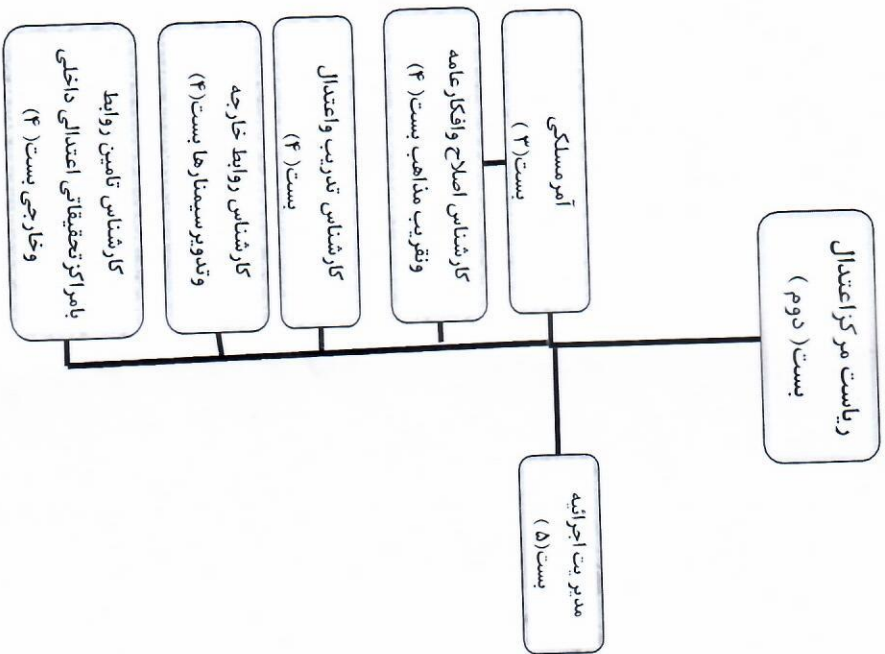 ریاست مرکز اعتدال
بست( دوم )
آمر مسلکی
بست( ۳ )
مدیر یت اجرائیه
بست( ۵ )
کارشناس اصلاح وافکار عامه
وتقریب مذاهب بست( ۴ )
کارشناس تدریب واعتدال
بست( ۴ )
کارشناس روابط خارجه
وتدویر سیمنارها بست(۴)
کارشناس تامین روابط
بامراکز تحقیقاتی اعتدالی داخلی
وخارجی بست( ۴)